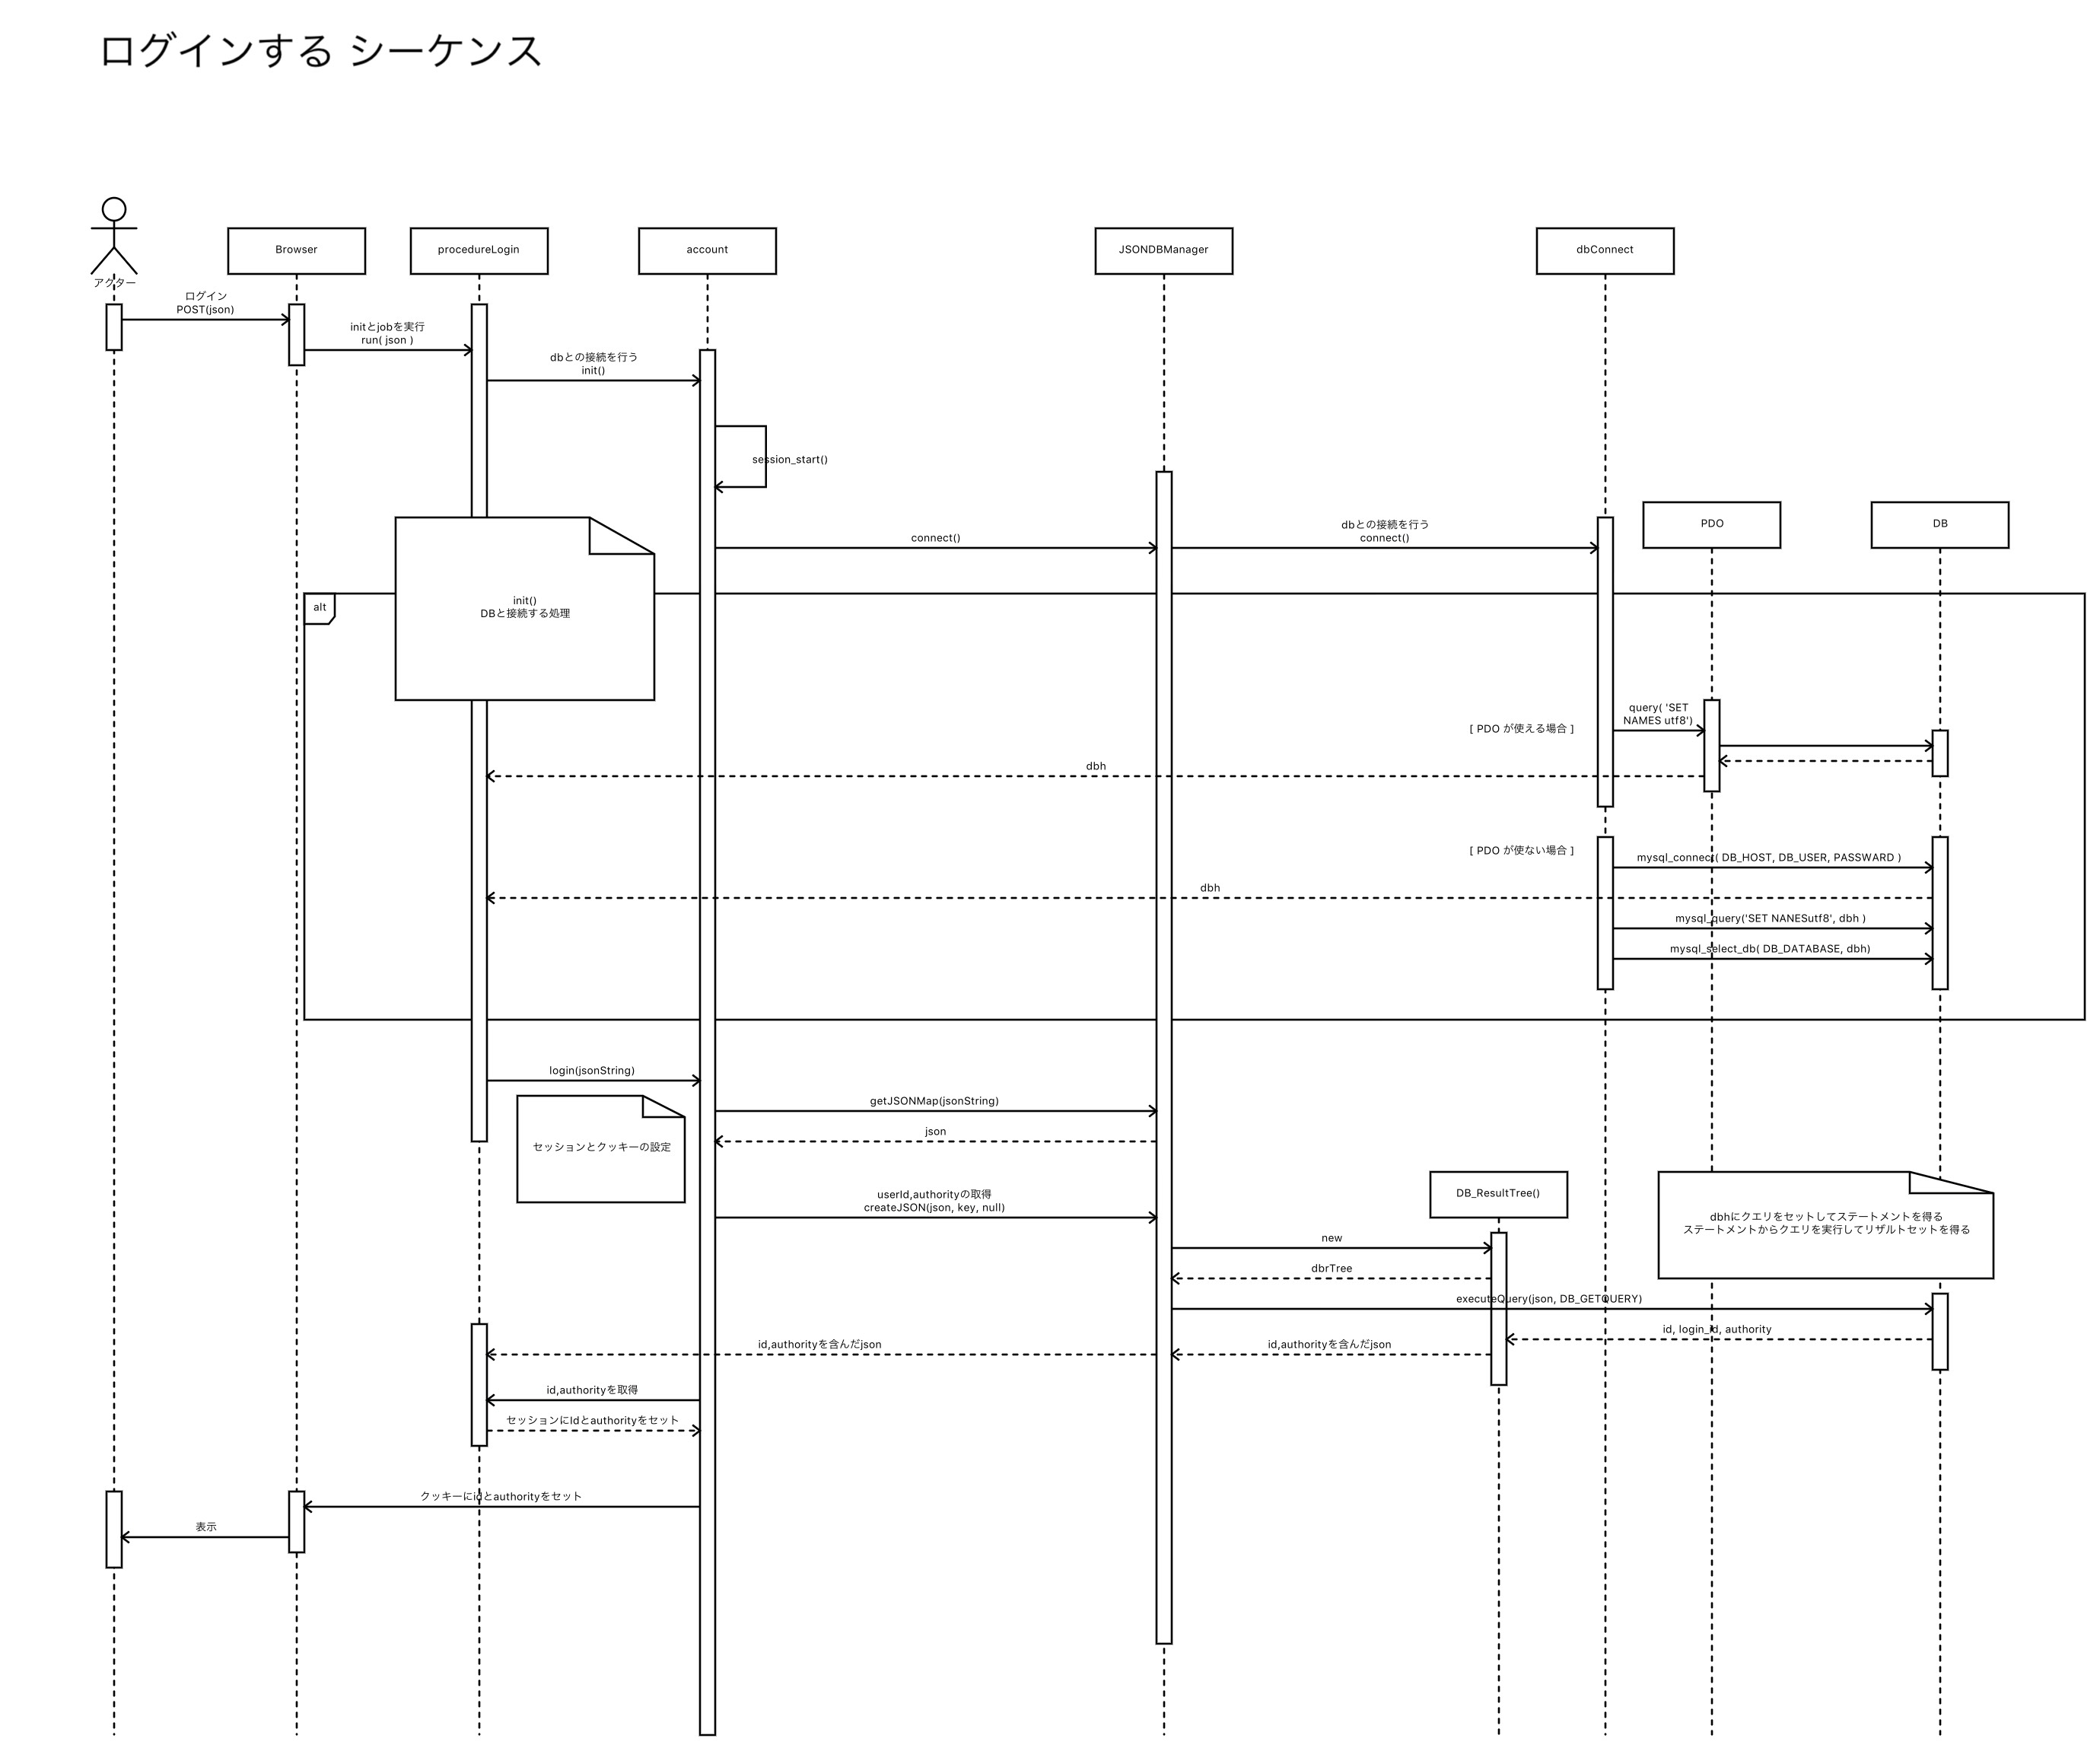 ログインする シーケンス
アクター
Browser
procedureLogin
account
JSONDBManager
dbConnect
ログイン
POST(json)
initとjobを実行
run( json )
dbとの接続を行う
init()
session_start()
PDO
DB
connect()
dbとの接続を行う
connect()
alt
init()
DBと接続する処理
[ PDO が使える場合 ]
query( 'SET
NAMES utf8')
dbh
[ PDO が使ない場合 ]
mysql_connect( DB_HOST, DB_USER, PASSWARD )
dbh
mysql_query('SET NANESutf8', dbh )
mysql_select_db( DB_DATABASE, dbh)
login(jsonString)
getJSONMap(jsonString)
json
セッションとクッキーの設定
userId,authorityの取得
createJSON(json, key, null)
DB_ResultTree()
dbhにクエリをセットしてステートメントを得る
ステートメントからクエリを実行してリザルトセットを得る
new
dbrTree
executeQuery(json, DB_GETQUERY)
id, login_id, authority
id,authorityを含んだjson
id,authorityを含んだjson
id,authorityを取得
セッションにIdとauthorityをセット
クッキーにidとauthorityをセット
表示